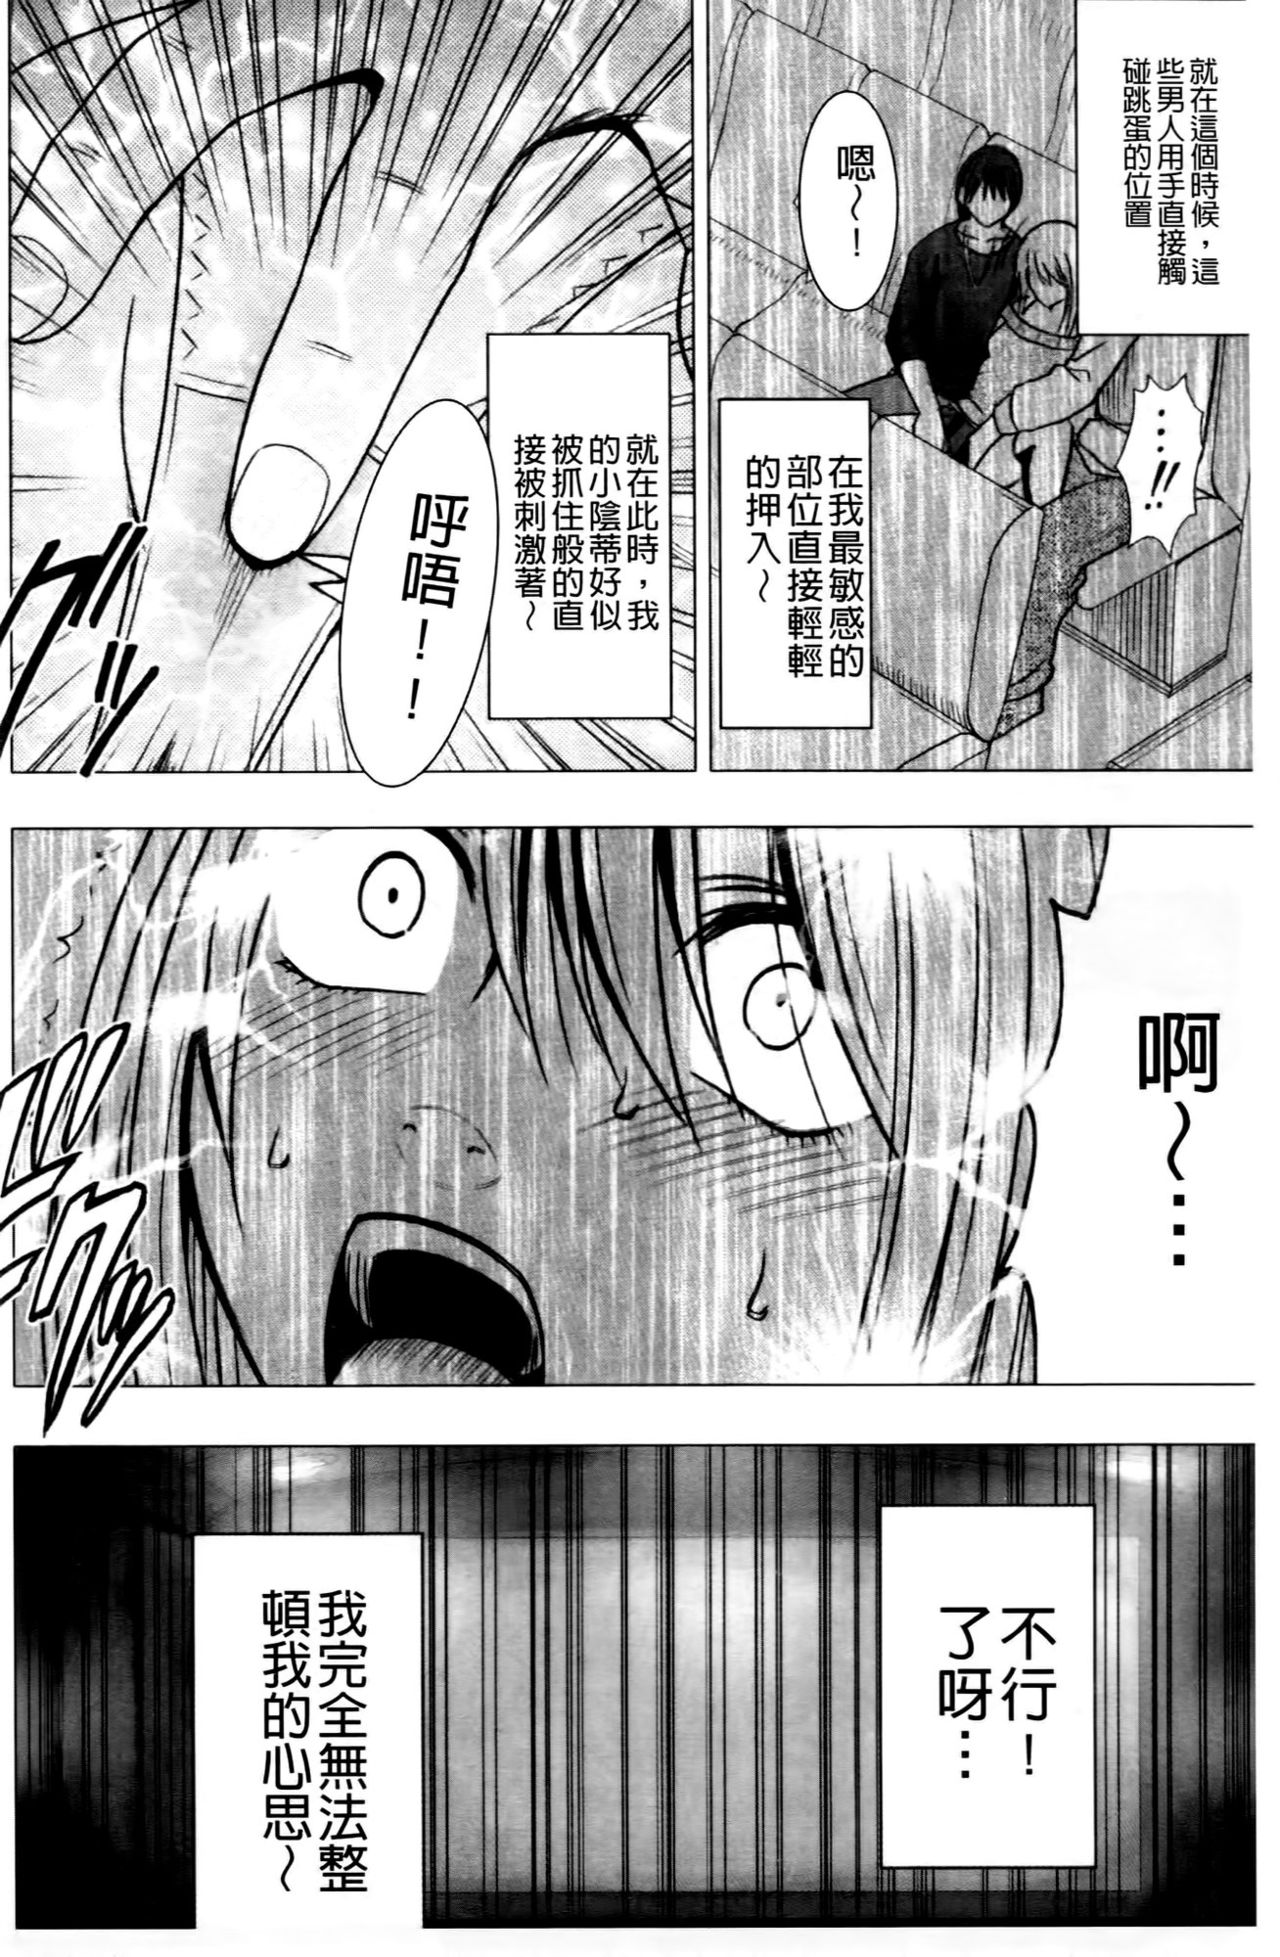 就在這個時候，這
些男人用手直接觸
碰跳蛋的位置
嗯～！
…‼
在我最敏感的
部位直接輕輕
的押入～
就在此時，我
的小陰蒂好似
被抓住般的直
接被刺激著～
呼唔！！
啊～…
不行！
了呀…
我完全無法整
頓我的心思～